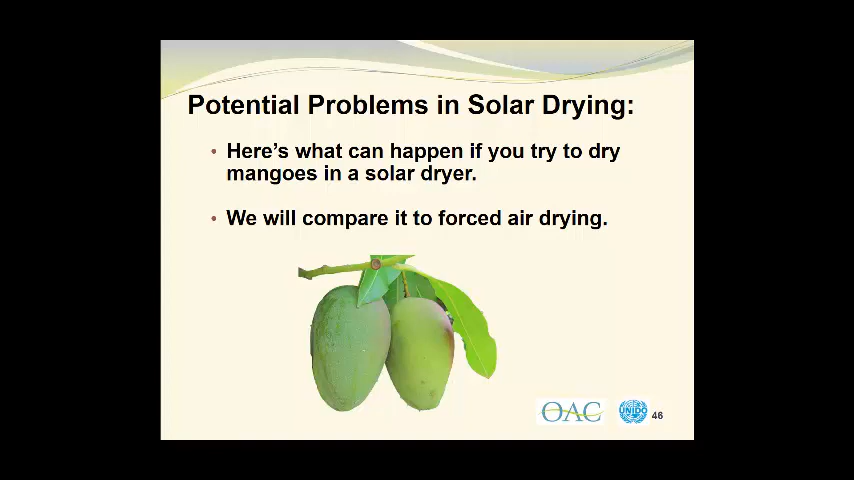 Potential Problems in Solar Drying:
• Here’s what can happen if you try to dry
mangoes in a solar dryer.
• We will compare it to forced air drying.
OAC
UNIDO
46